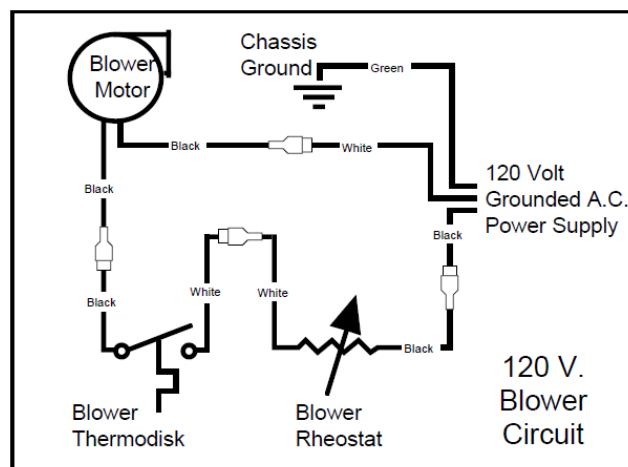 Blower
Motor
Chassis
Ground
Green
Black
White
120 Volt
Grounded A.C.
Power Supply
Black
Black
Black
White
White
Black
Blower
Thermodisk
Blower
Rheostat
120 V.
Blower
Circuit